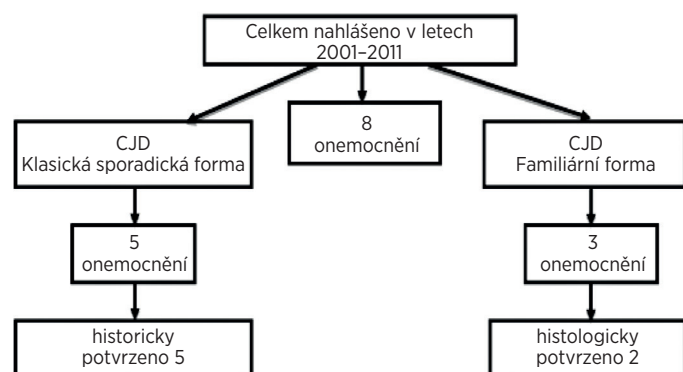 Celkem nahlášeno v letech
2001–2011
8
onemocnění
CJD
Klasická sporadická forma
5
onemocnění
historicky
potvrzeno 5
CJD
Familiární forma
3
onemocnění
histologicky
potvrzeno 2